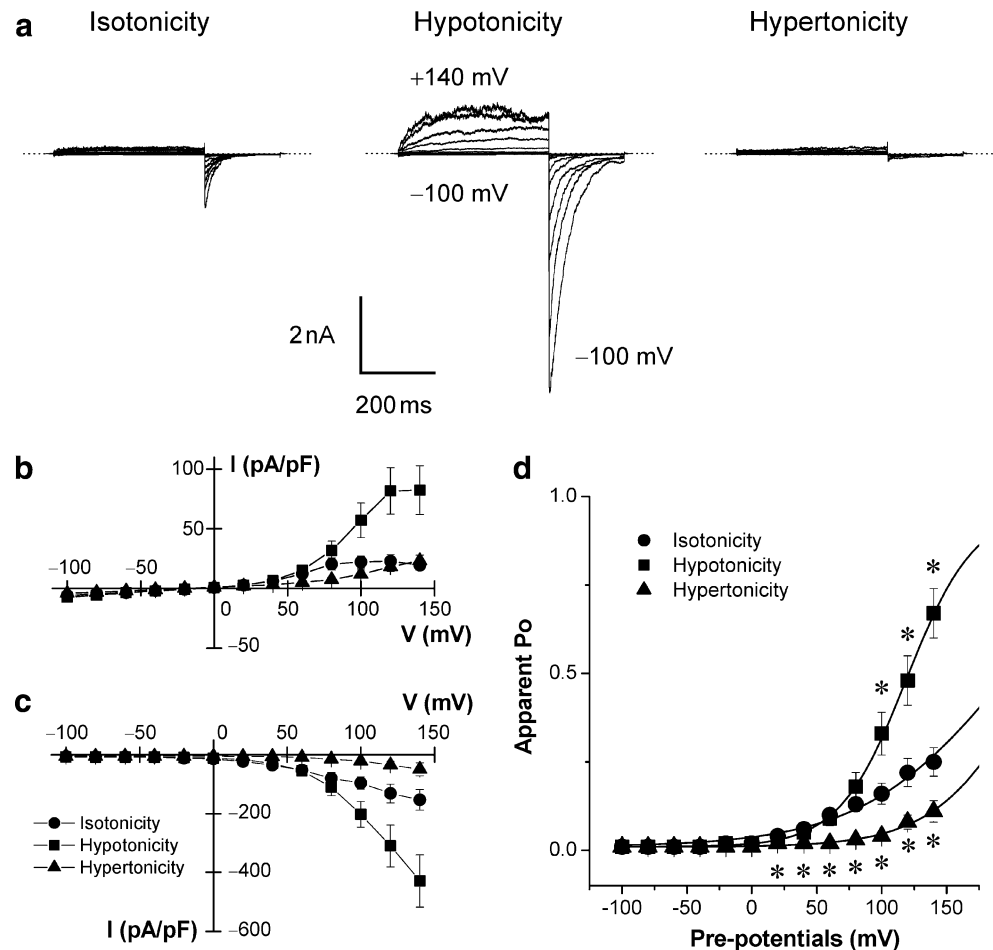 a
Isotonicity
Hypotonicity
Hypertonicity
+140 mV
−100 mV
2 nA
200 ms
−100 mV
b
I (pA/pF)
100
50
−50
−100
−50
0
50
100
150
V (mV)
c
V (mV)
−100
−50
0
50
100
150
−200
−400
−600
Isotonicity
Hypotonicity
Hypertonicity
I (pA/pF)
d
1.0
0.5
0.0
Apparent Po
Isotonicity
Hypotonicity
Hypertonicity
*
*
*
* * * * * * *
-100
-50
0
50
100
150
Pre-potentials (mV)